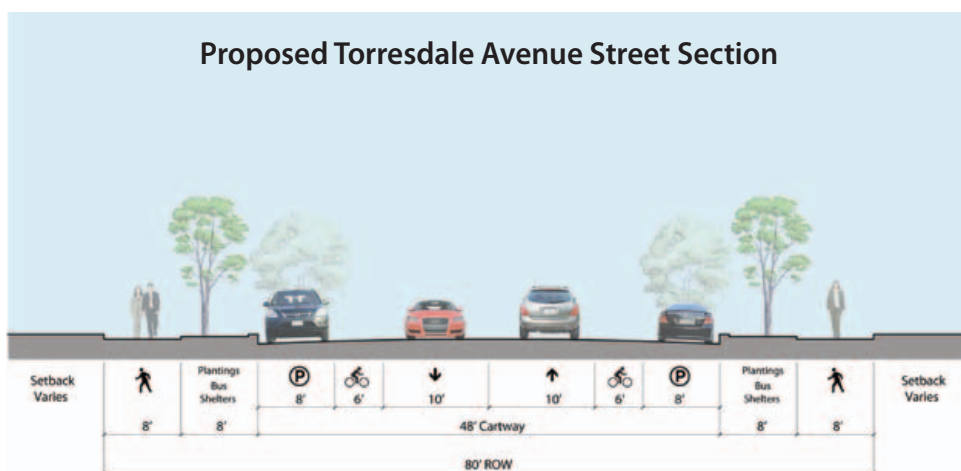 Proposed Torresdale Avenue Street Section
Setback
Varies
Plantings
Bus
Shelters
P
8'
6'
10'
10'
6'
P
8'
Plantings
Bus
Shelters
Setback
Varies
8'
8'
48' Cartway
8'
8'
80' ROW